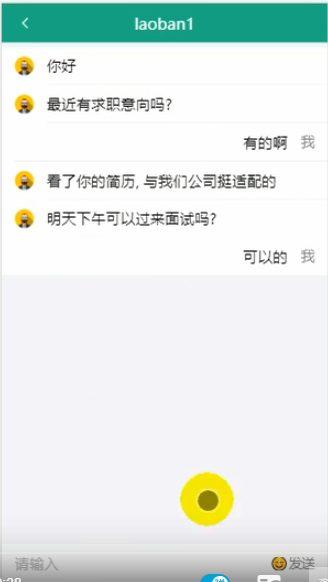 laoban1
你好
最近有求职意向吗?
有的啊 我
看了你的简历, 与我们公司挺适配的
明天下午可以过来面试吗?
可以的 我
请输入 发送